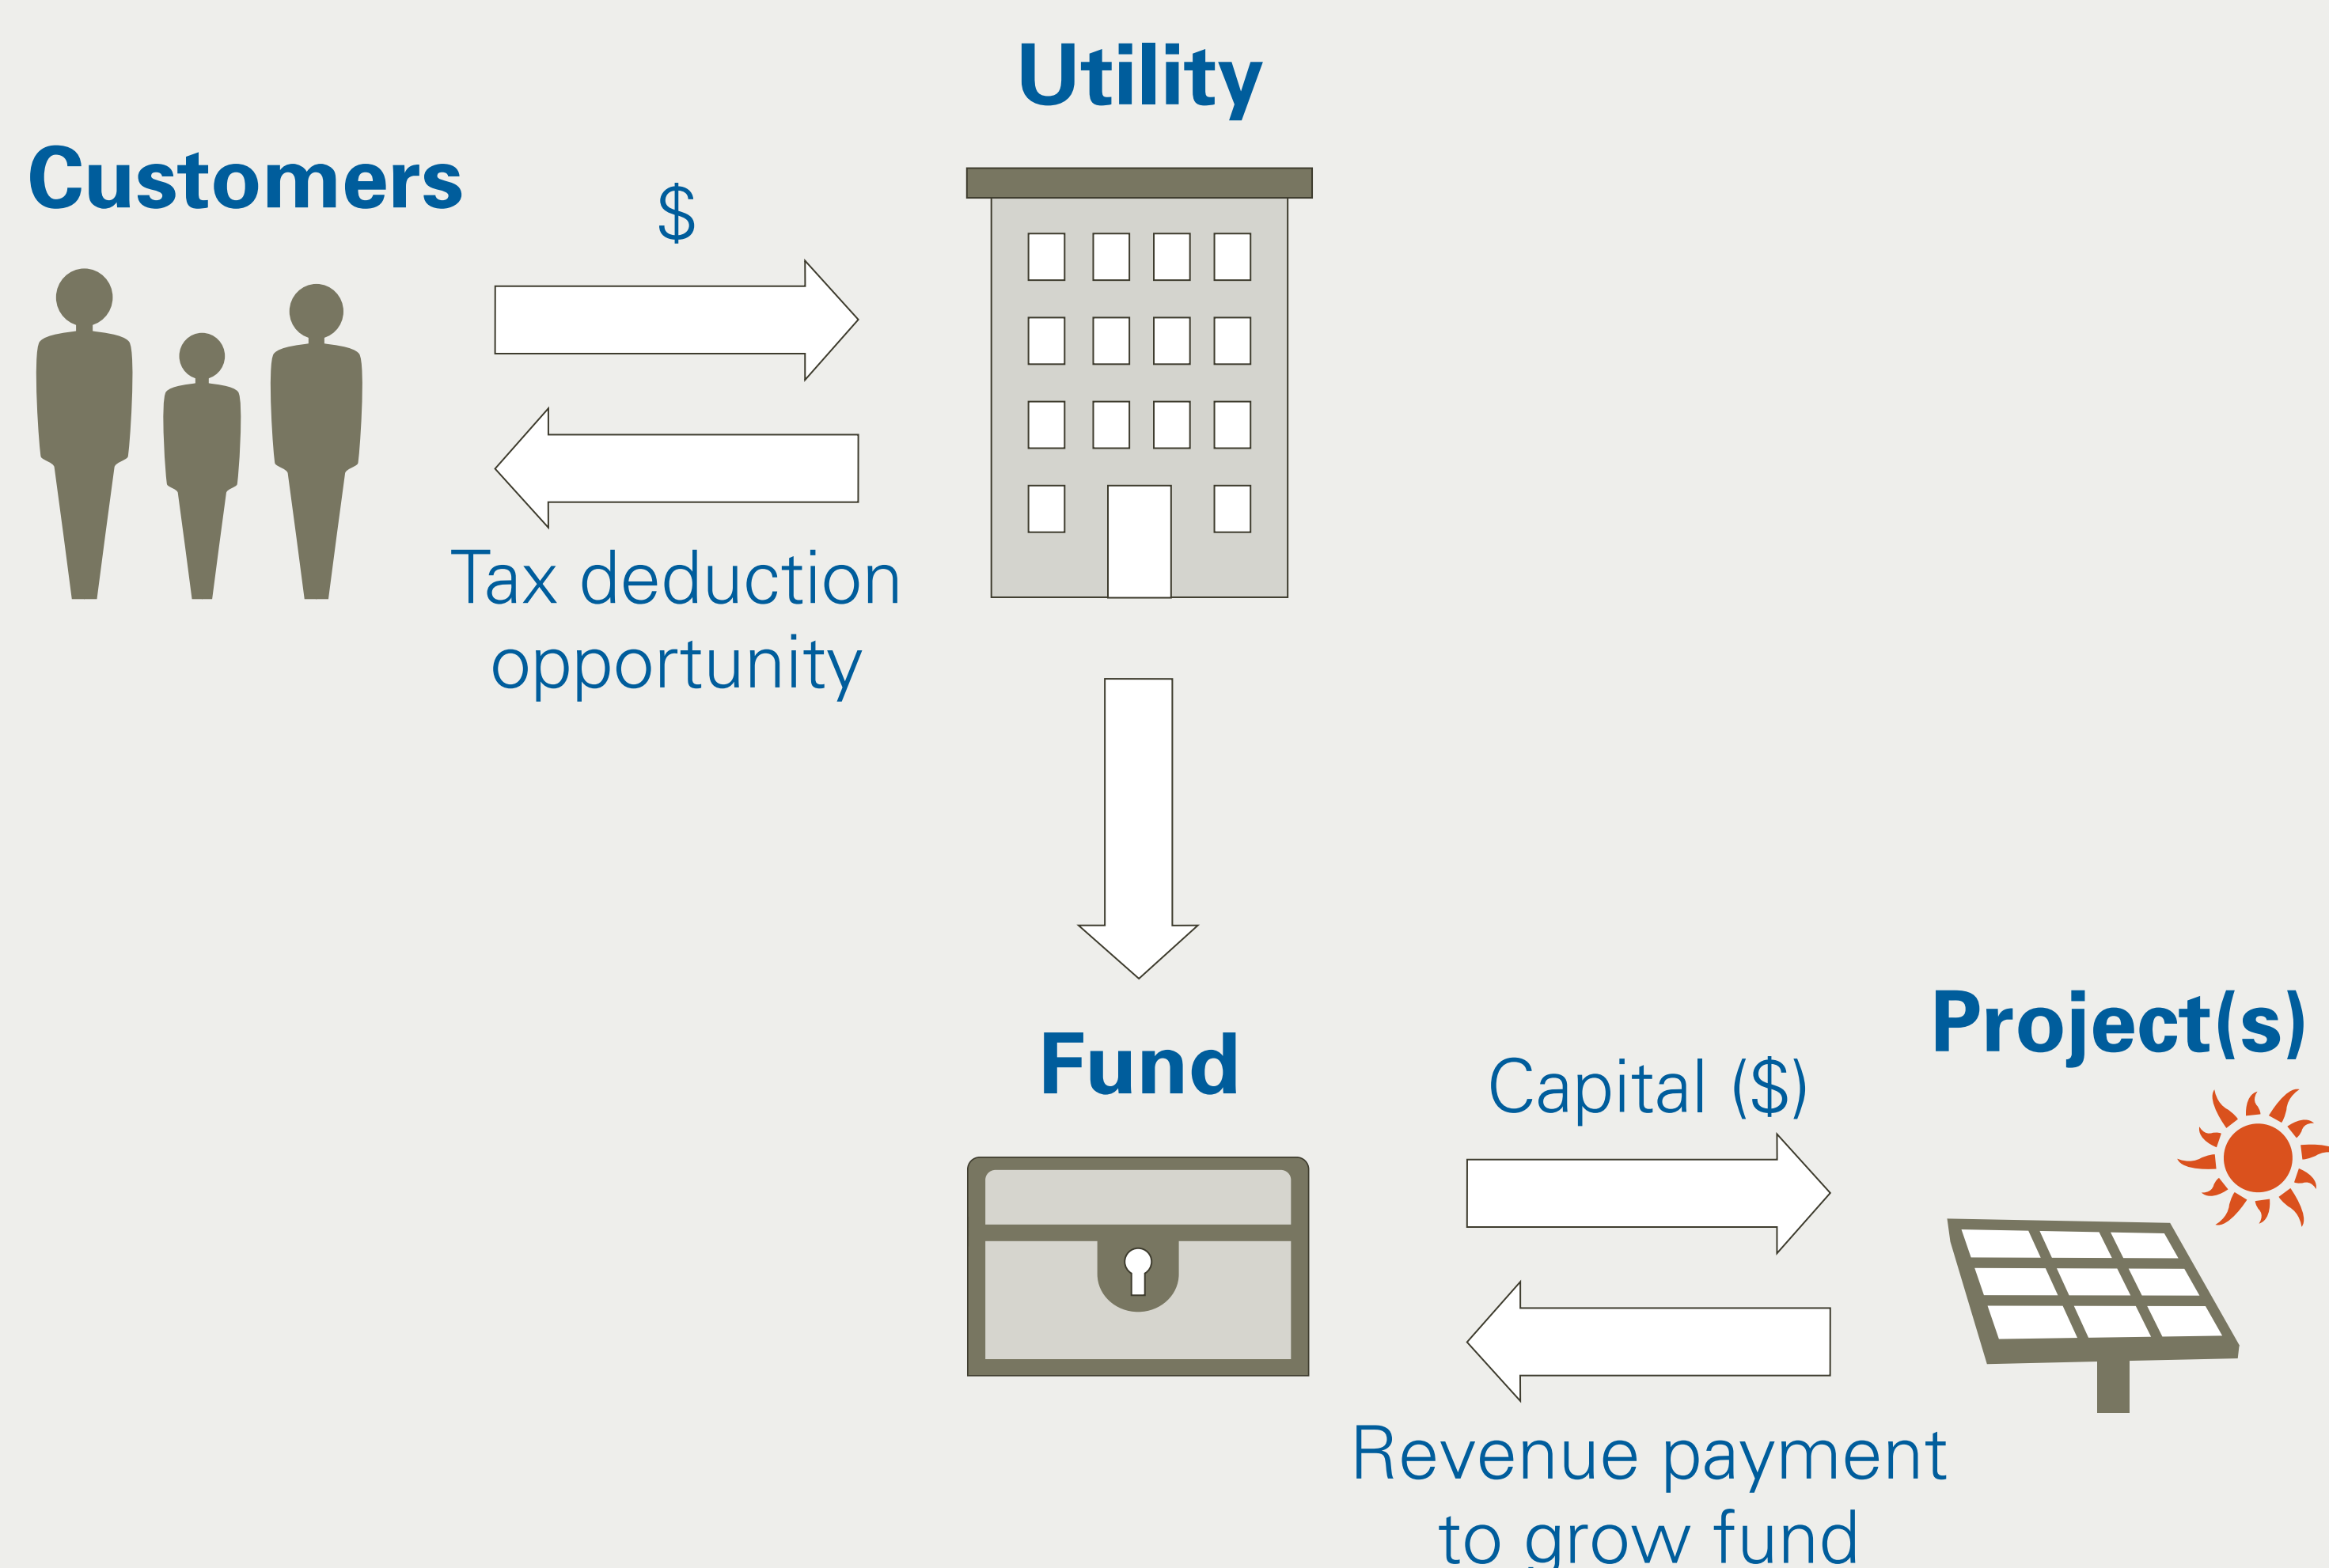 Utility
Customers
$
Tax deduction
opportunity
Fund
Project(s)
Capital ($)
Revenue payment
to grow fund